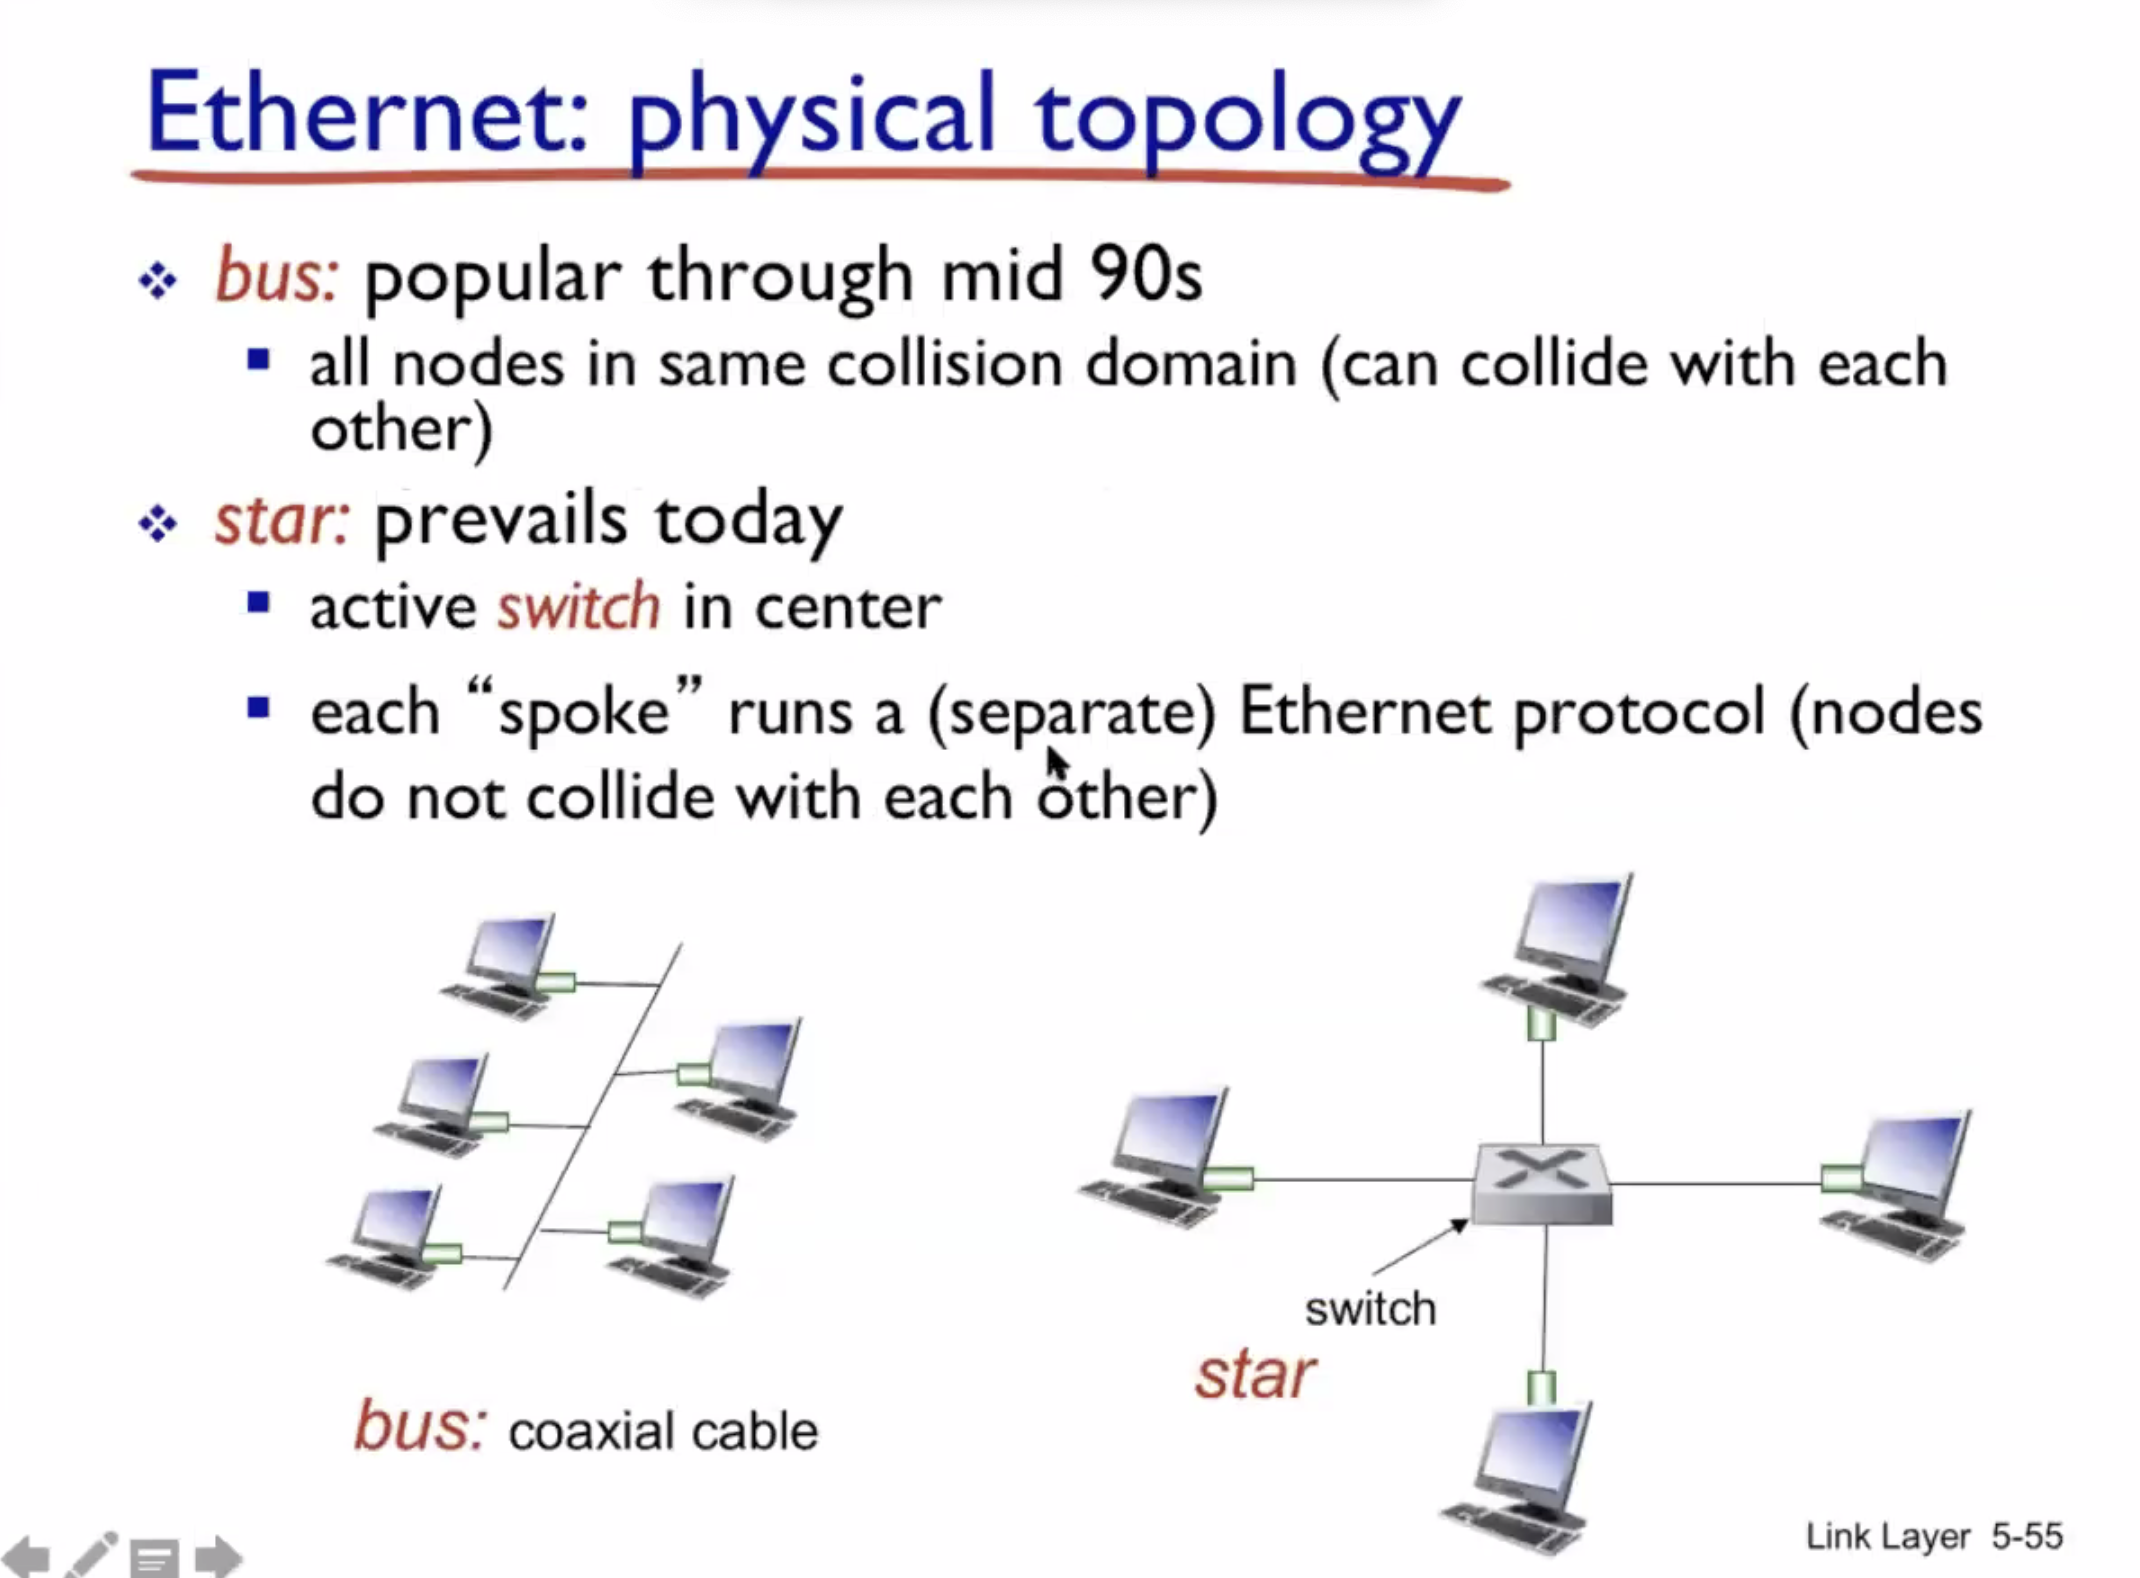 Ethernet: physical topology
bus: popular through mid 90s
all nodes in same collision domain (can collide with each
other)
star: prevails today
active switch in center
each “spoke” runs a (separate) Ethernet protocol (nodes
do not collide with each other)
switch
star
bus: coaxial cable
Link Layer 5-55